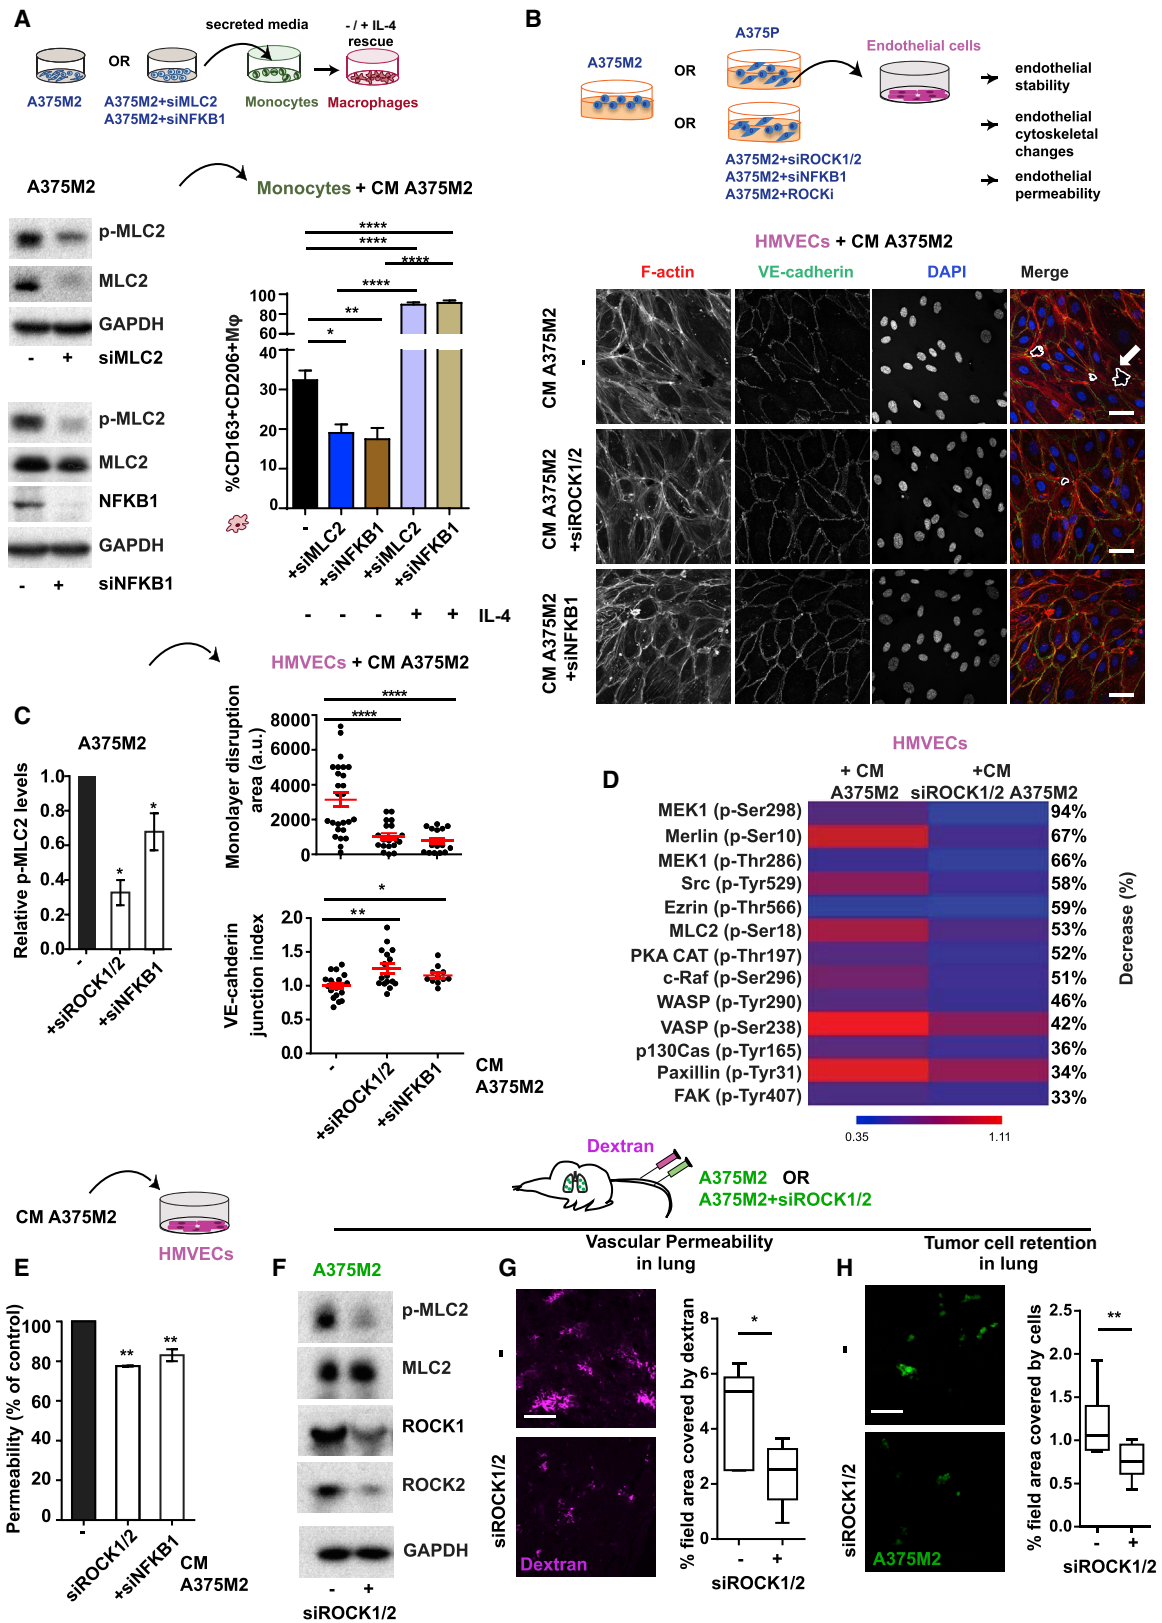 A
secreted media
- / + IL-4
rescue
OR
A375M2
A375M2+siMLC2
A375M2+siNFKB1
Monocytes
Macrophages
A375M2
Monocytes + CM A375M2
p-MLC2
MLC2
GAPDH
- + siMLC2
p-MLC2
MLC2
NFKB1
GAPDH
- + siNFKB1
****
****
****
****
**
*
%CD163+CD206+Mφ
100
80
60
40
30
20
10
0
-
+siMLC2
+siNFKB1
+siMLC2
+siNFKB1
- - - + + IL-4
B
A375M2
OR
A375P
OR
A375M2+siROCK1/2
A375M2+siNFKB1
A375M2+ROCKi
Endothelial cells
endothelial
stability
endothelial
cytoskeletal
changes
endothelial
permeability
HMVECs + CM A375M2
F-actin VE-cadherin DAPI Merge
CM A375M2
-
CM A375M2
+siROCK1/2
CM A375M2
+siNFKB1
C
A375M2
Relative p-MLC2 levels
1.0
0.8
0.6
0.4
0.2
0.0
*
*
-
+siROCK1/2
+siNFKB1
HMVECs + CM A375M2
Monolayer disruption
area (a.u.)
8000
6000
4000
2000
0
****
****
VE-cahderin
junction index
2.0
1.5
1.0
0.5
0.0
*
**
-
+siROCK1/2
+siNFKB1
CM
A375M2
D
HMVECs
+ CM
A375M2
+CM
siROCK1/2 A375M2
MEK1 (p-Ser298) 94%
Merlin (p-Ser10) 67%
MEK1 (p-Thr286) 66%
Src (p-Tyr529) 58%
Ezrin (p-Thr566) 59%
MLC2 (p-Ser18) 53%
PKA CAT (p-Thr197) 52%
c-Raf (p-Ser296) 51%
WASP (p-Tyr290) 46%
VASP (p-Ser238) 42%
p130Cas (p-Tyr165) 36%
Paxillin (p-Tyr31) 34%
FAK (p-Tyr407) 33%
Decrease (%)
0.35 1.11
CM A375M2
HMVECs
Dextran
A375M2 OR
A375M2+siROCK1/2
E
Permeability (% of control)
100
80
60
40
20
0
**
**
-
siROCK1/2
+siNFKB1
CM
A375M2
F
A375M2
p-MLC2
MLC2
ROCK1
ROCK2
GAPDH
- +
siROCK1/2
G
Vascular Permeability
in lung
-
siROCK1/2
Dextran
% field area covered by dextran
8
6
4
2
0
*
- +
siROCK1/2
H
Tumor cell retention
in lung
-
siROCK1/2
A375M2
% field area covered by cells
2.5
2.0
1.5
1.0
0.5
0.0
**
- +
siROCK1/2